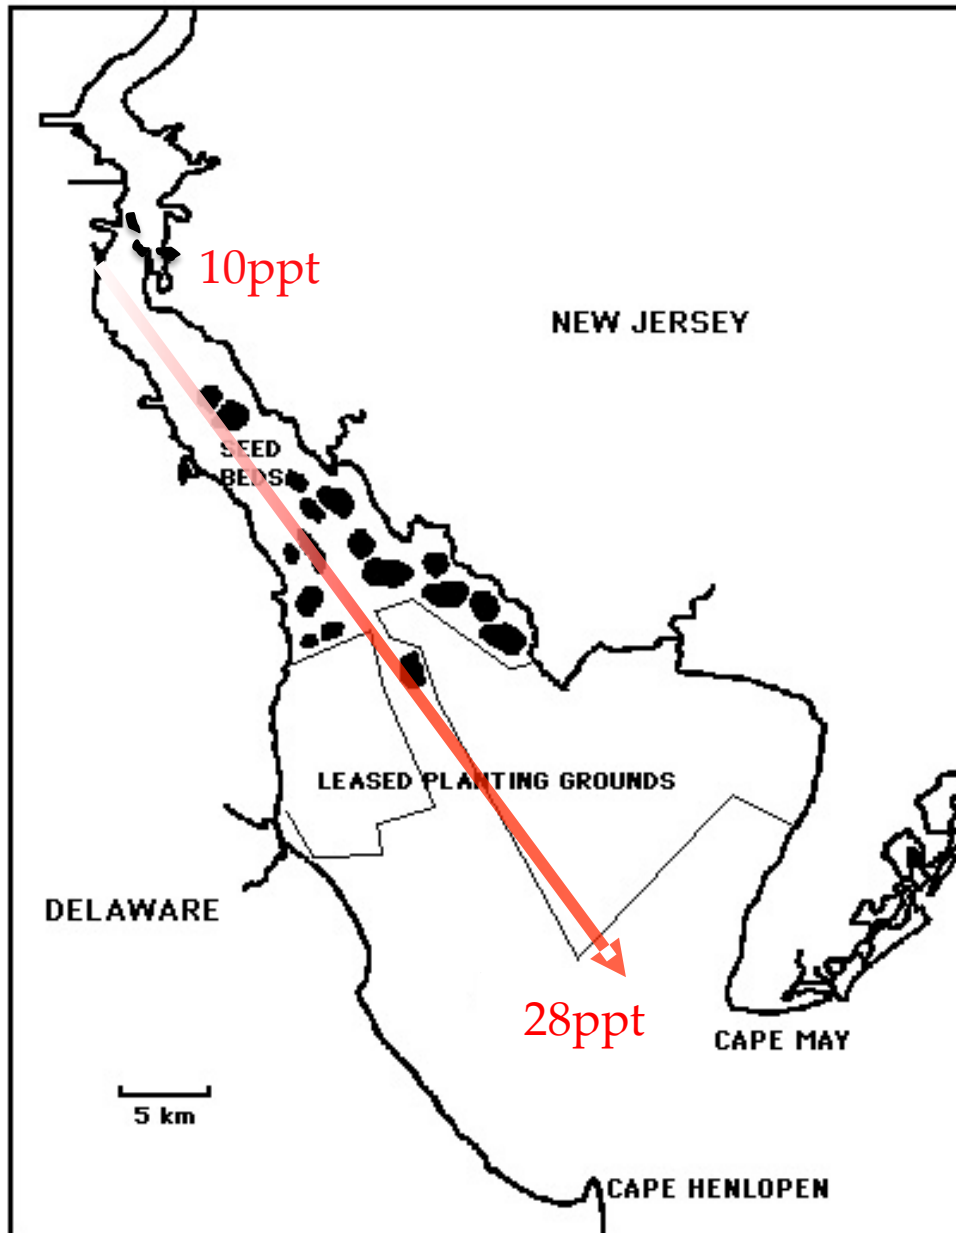 10ppt
NEW JERSEY
SEED
BEDS
LEASED PLANTING GROUNDS
DELAWARE
28ppt
CAPE MAY
5 km
CAPE HENLOPEN